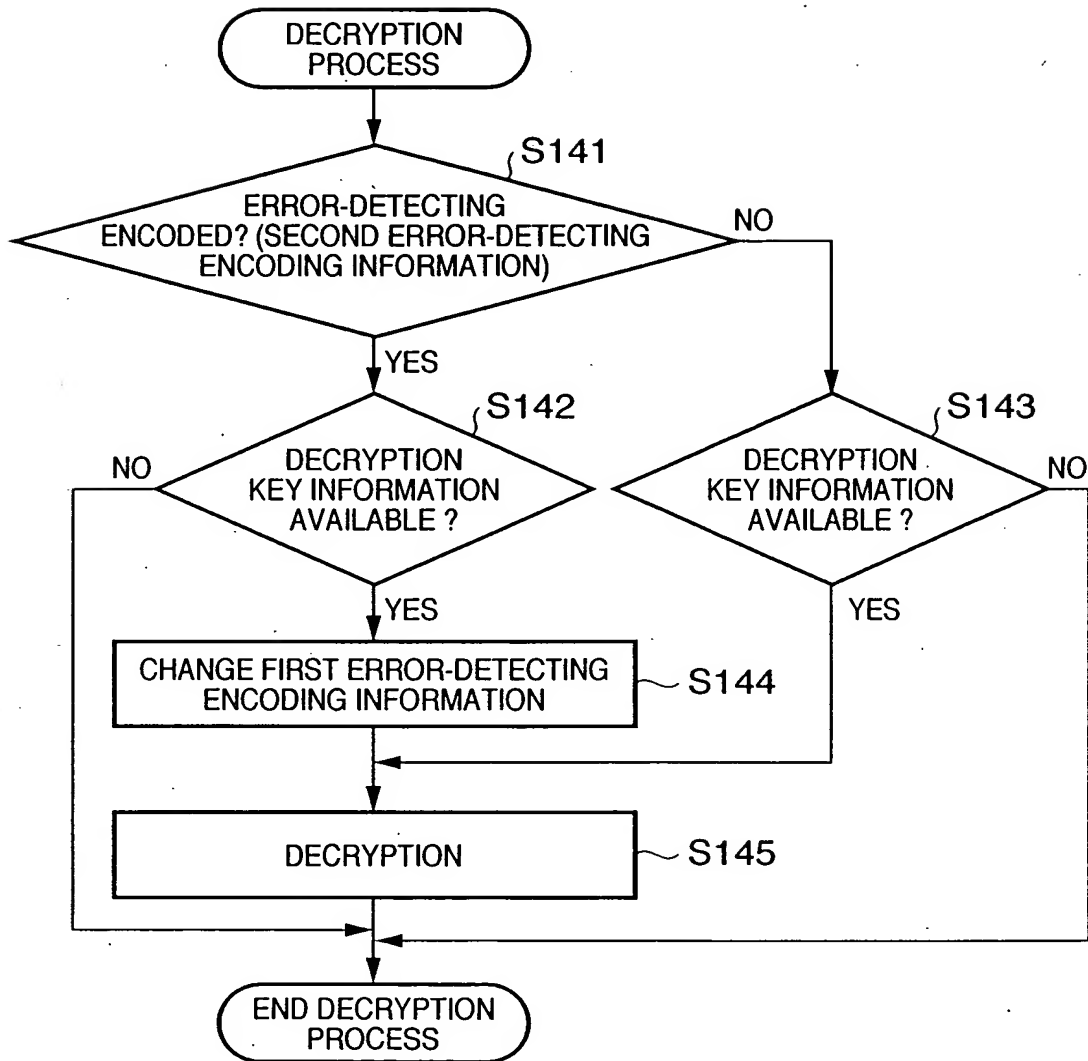 DECRYPTION
PROCESS
S141
ERROR-DETECTING
ENCODED? (SECOND ERROR-DETECTING
ENCODING INFORMATION)
NO
YES
S142
S143
NO
DECRYPTION
KEY INFORMATION
AVAILABLE ?
DECRYPTION
KEY INFORMATION
AVAILABLE ?
NO
YES
YES
CHANGE FIRST ERROR-DETECTING
ENCODING INFORMATION
S144
DECRYPTION
S145
END DECRYPTION
PROCESS